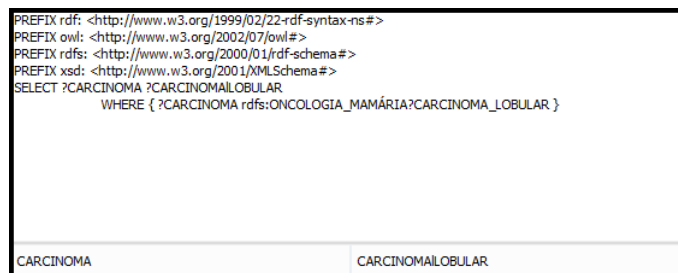 PREFIX rdf: <http://www.w3.org/1999/02/22-rdf-syntax-ns#>
PREFIX owl: <http://www.w3.org/2002/07/owl#>
PREFIX rdfs: <http://www.w3.org/2000/01/rdf-schema#>
PREFIX xsd: <http://www.w3.org/2001/XMLSchema#>
SELECT ?CARCINOMA ?CARCINOMAlLOBULAR
WHERE { ?CARCINOMA rdfs:ONCOLOGIA_MAMÁRIA?CARCINOMA_LOBULAR }
CARCINOMA CARCINOMAlLOBULAR